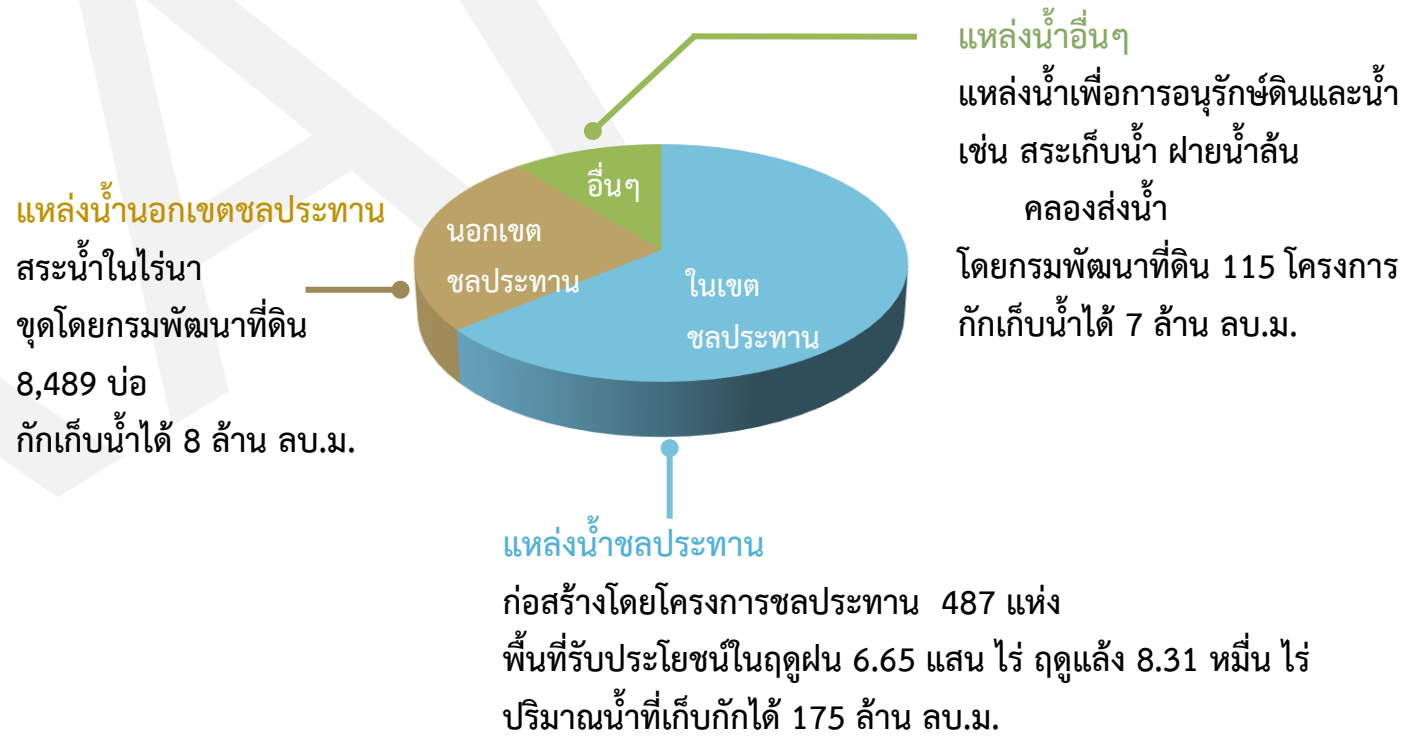 แหล่งน้ำอื่นๆ
แหล่งน้ำเพื่อการอนุรักษ์ดินและน้ำ
เช่น สระเก็บน้ำ ฝายน้ำล้น
คลองส่งน้ำ
โดยกรมพัฒนาที่ดิน 115 โครงการ
กักเก็บน้ำได้ 7 ล้าน ลบ.ม.
แหล่งน้ำนอกเขตชลประทาน
สระน้ำในไร่นา
ขุดโดยกรมพัฒนาที่ดิน
8,489 บ่อ
กักเก็บน้ำได้ 8 ล้าน ลบ.ม.
อื่นๆ
นอกเขต
ชลประทาน
ในเขต
ชลประทาน
แหล่งน้ำชลประทาน
ก่อสร้างโดยโครงการชลประทาน 487 แห่ง
พื้นที่รับประโยชน์ในฤดูฝน 6.65 แสน ไร่ ฤดูแล้ง 8.31 หมื่น ไร่
ปริมาณน้ำที่เก็บกักได้ 175 ล้าน ลบ.ม.